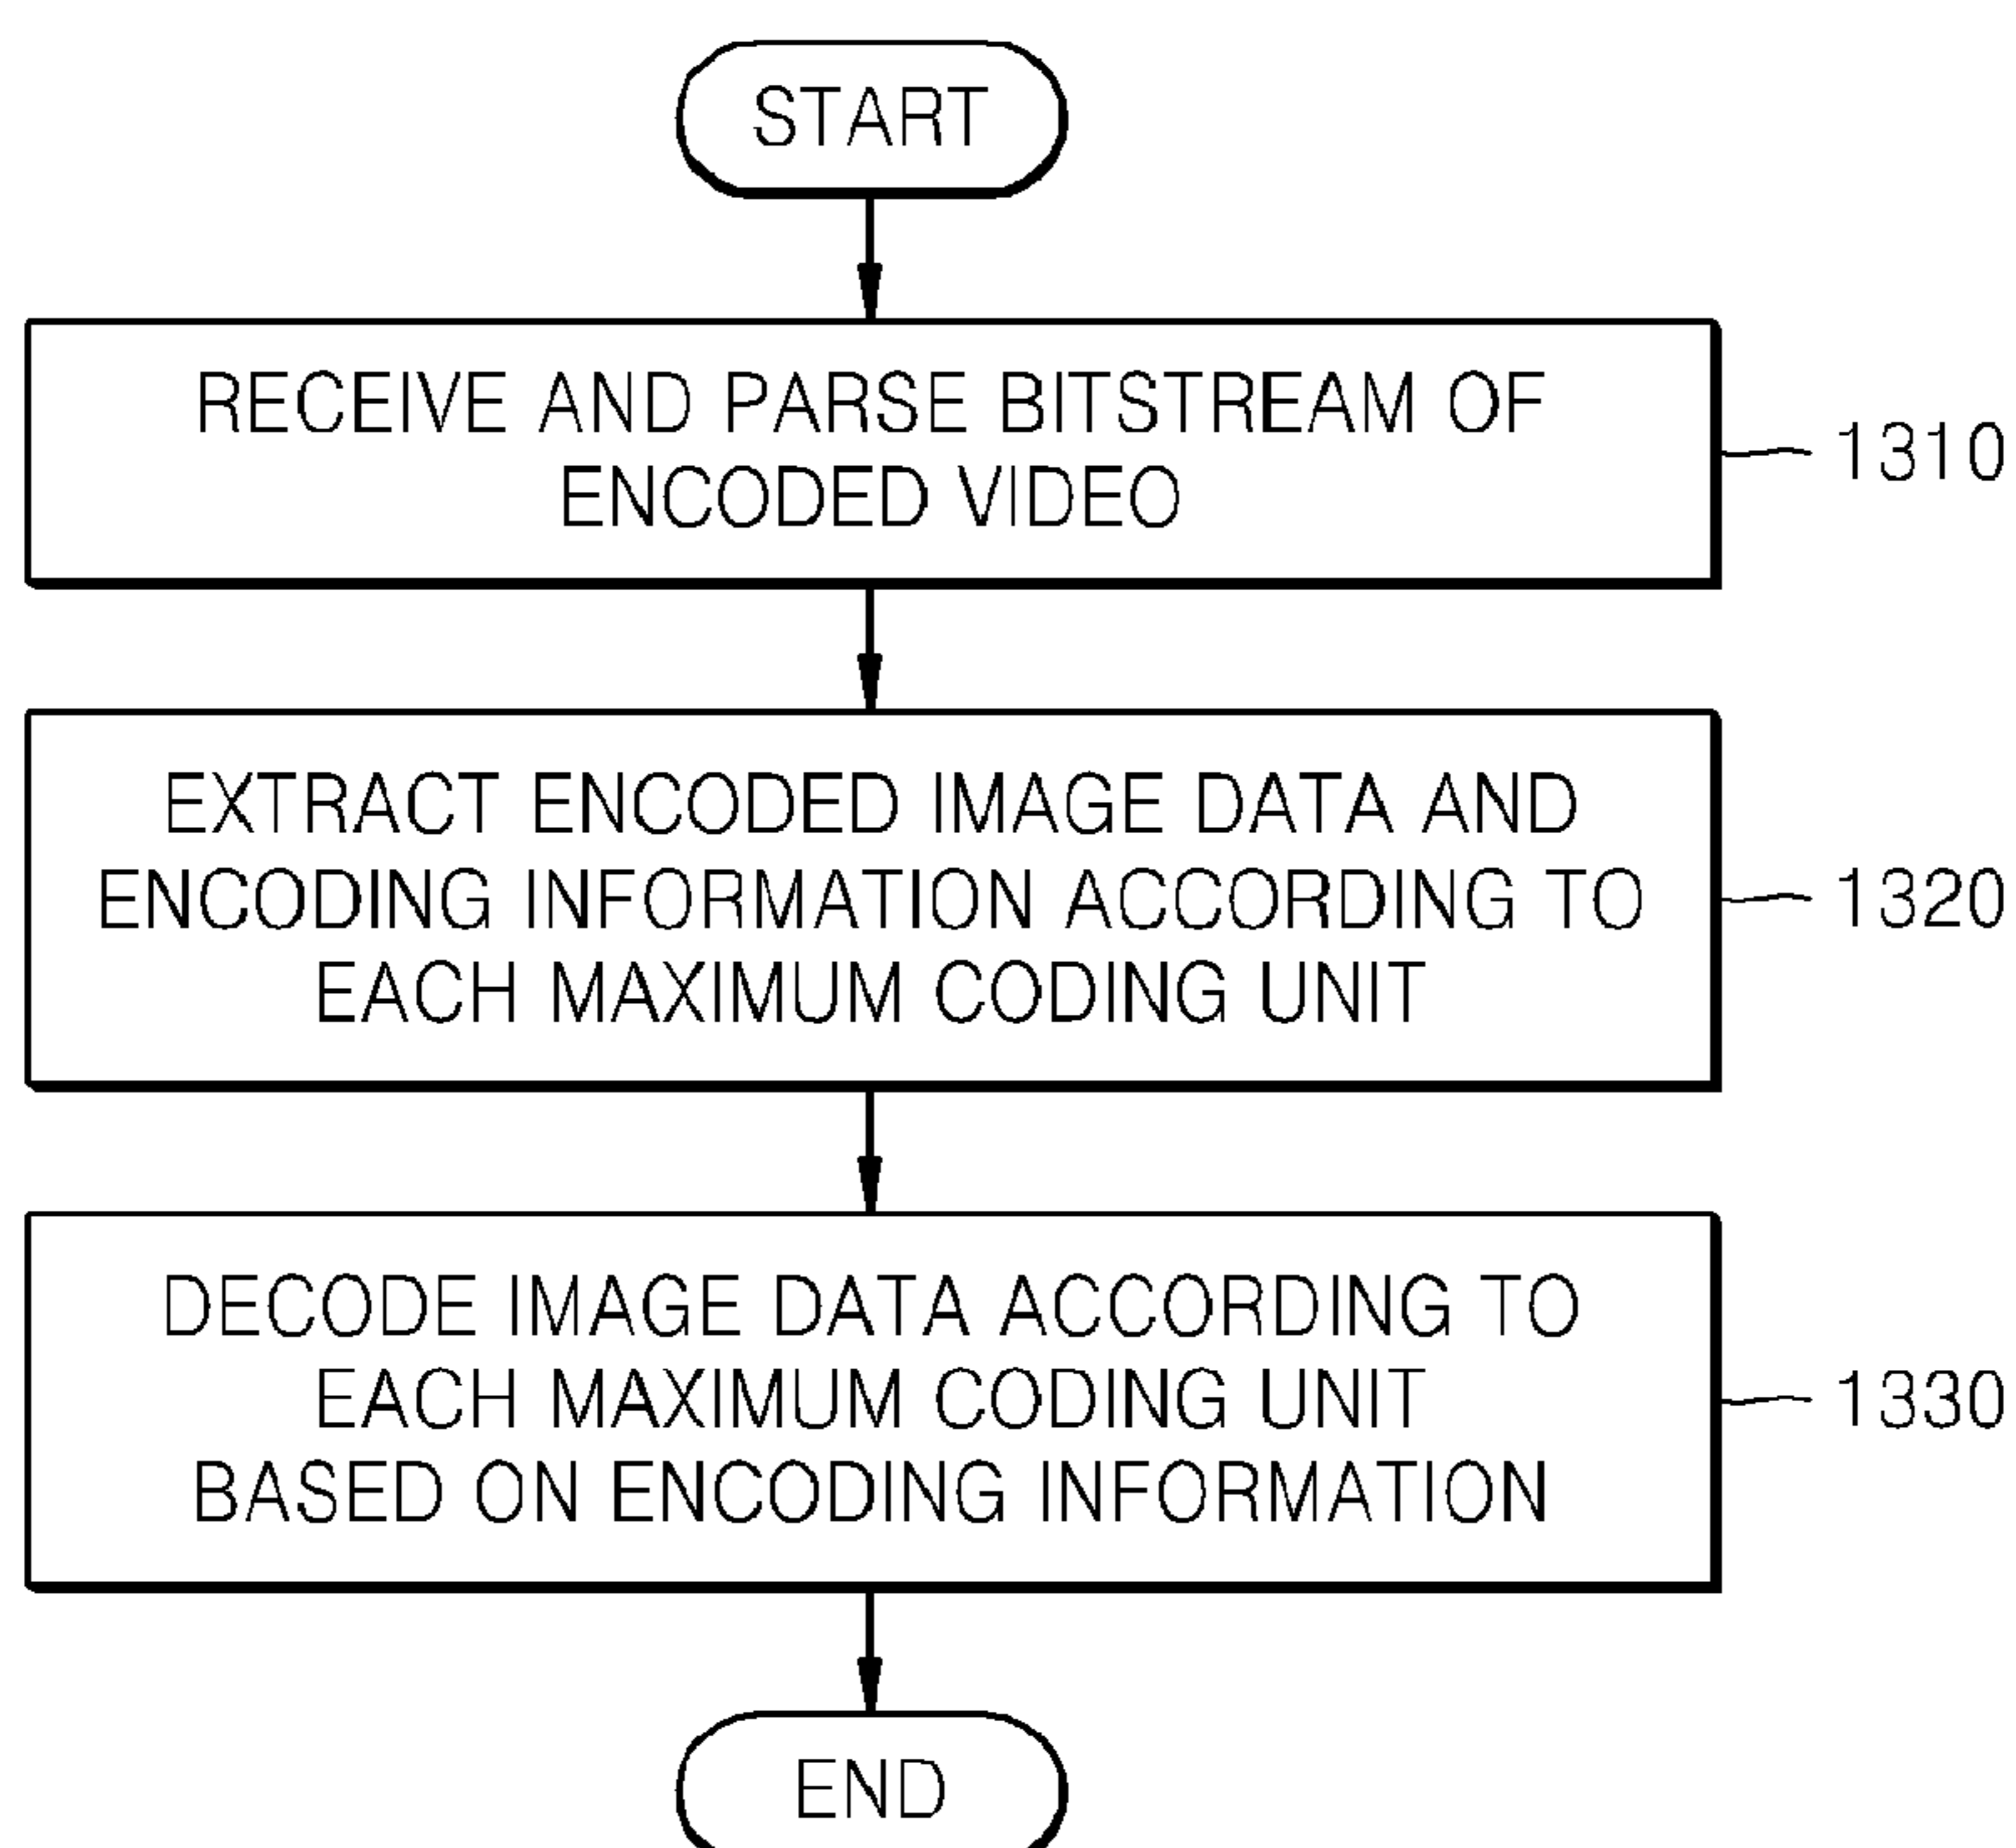 START
RECEIVE AND PARSE BITSTREAM OF
ENCODED VIDEO
1310
EXTRACT ENCODED IMAGE DATA AND
ENCODING INFORMATION ACCORDING TO
EACH MAXIMUM CODING UNIT
1320
DECODE IMAGE DATA ACCORDING TO
EACH MAXIMUM CODING UNIT
BASED ON ENCODING INFORMATION
1330
END